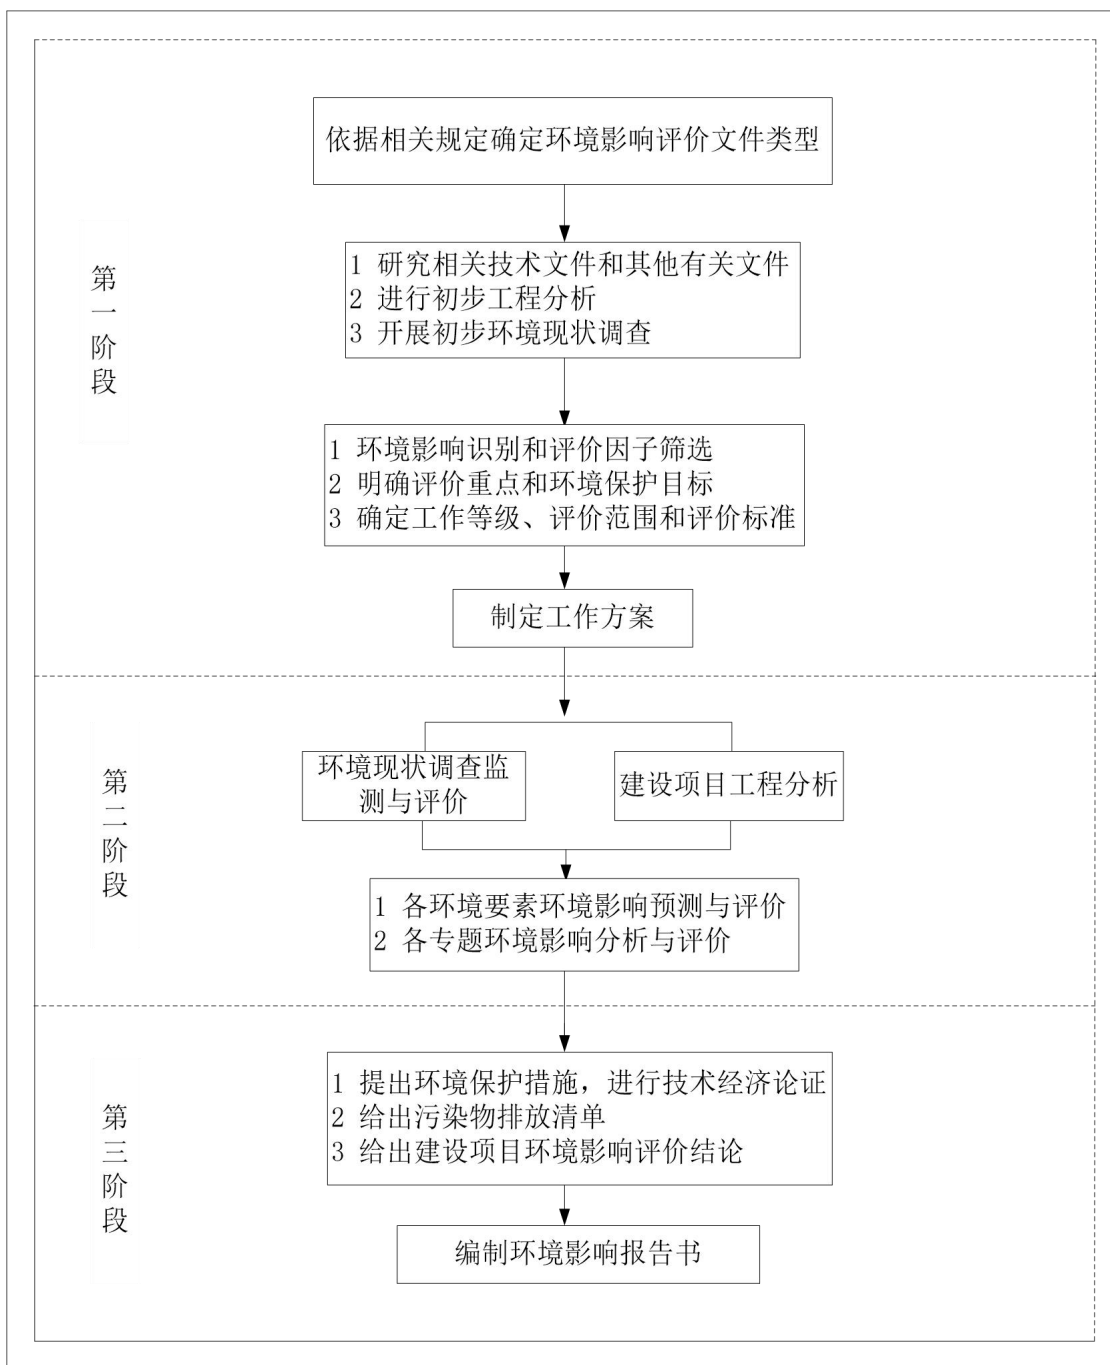 依据相关规定确定环境影响评价文件类型
第一阶段
1 研究相关技术文件和其他有关文件
2 进行初步工程分析
3 开展初步环境现状调查
1 环境影响识别和评价因子筛选
2 明确评价重点和环境保护目标
3 确定工作等级、评价范围和评价标准
制定工作方案
第二阶段
环境现状调查监
测与评价
建设项目工程分析
1 各环境要素环境影响预测与评价
2 各专题环境影响分析与评价
第三阶段
1 提出环境保护措施，进行技术经济论证
2 给出污染物排放清单
3 给出建设项目环境影响评价结论
编制环境影响报告书